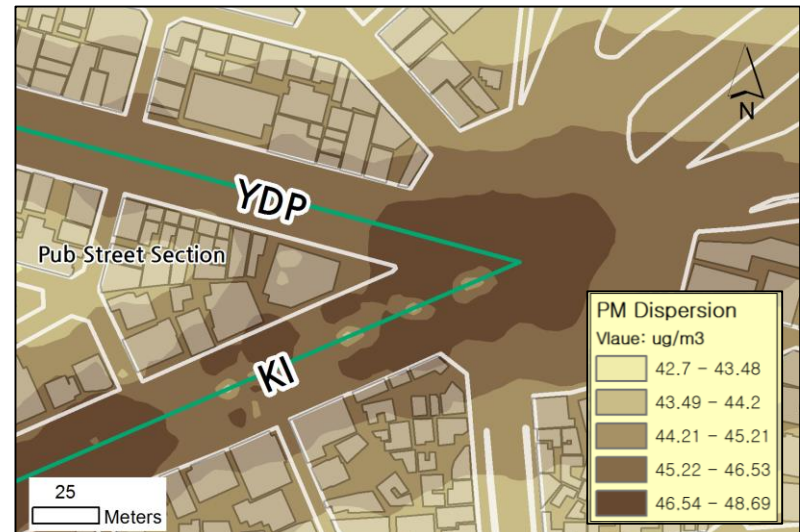 N
YDP
Pub Street Section
KI
PM Dispersion
Vlaue: ug/m3
42.7 - 43.48
43.49 - 44.2
44.21 - 45.21
45.22 - 46.53
46.54 - 48.69
25
Meters